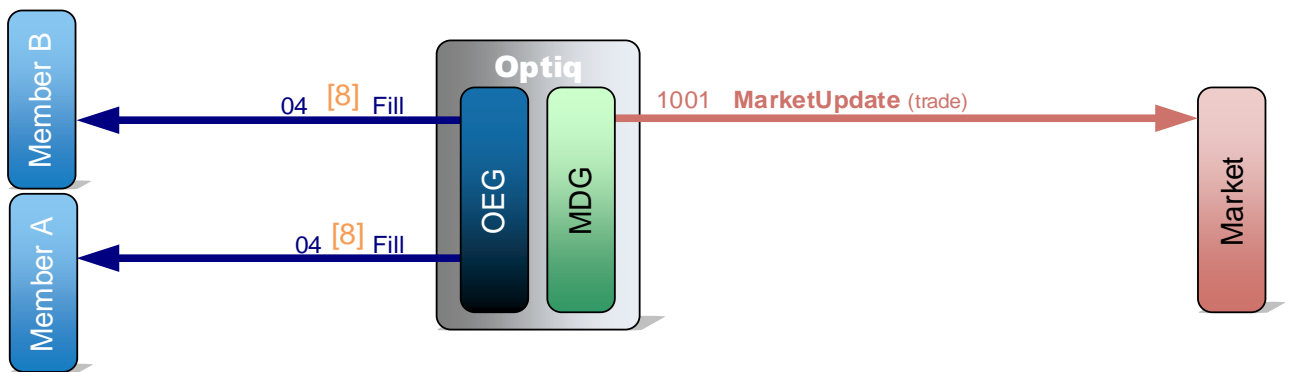 Optiq
Member B
04 [8] Fill
OEG
MDG
1001 MarketUpdate (trade)
Market
Member A
04 [8] Fill